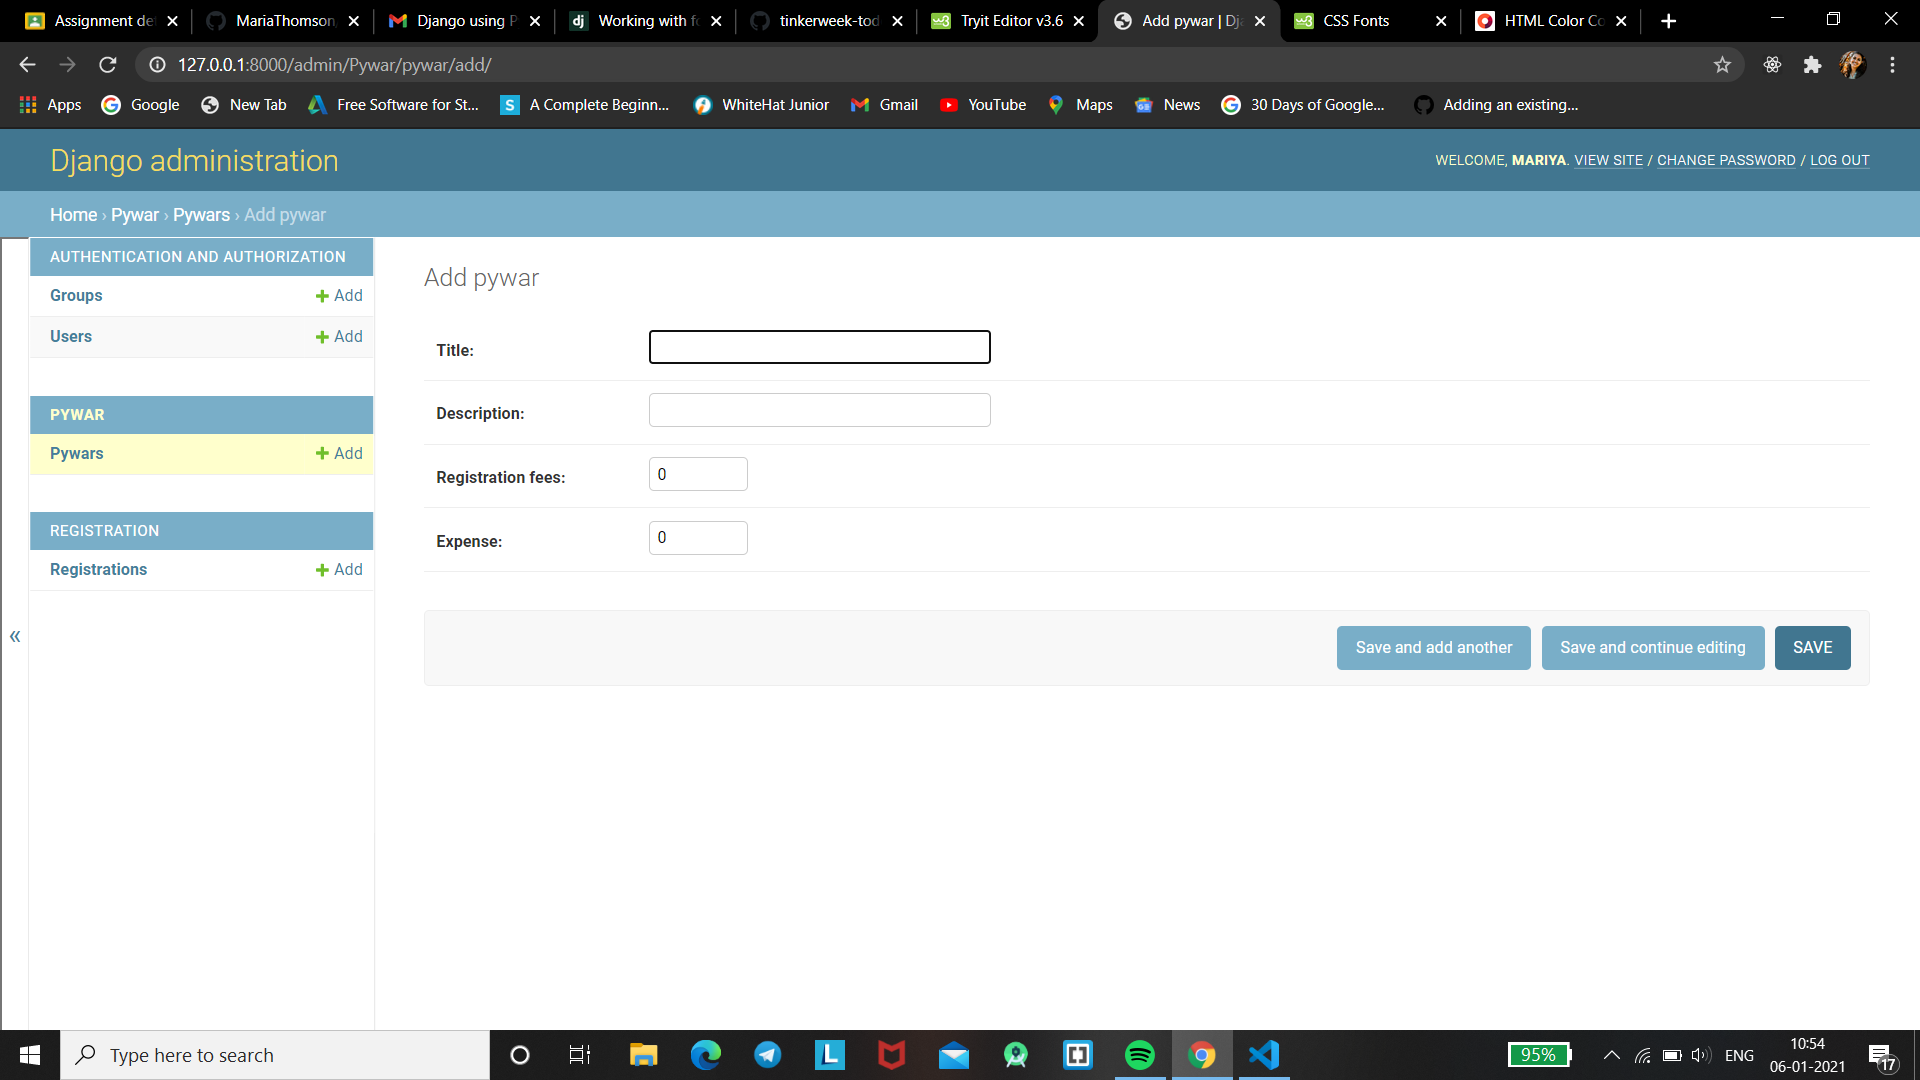 Assignment de
MariaThomson
Django using P
Working with fo
tinkerweek-tod
Tryit Editor v3.6
Add pywar | Dja
CSS Fonts
HTML Color Co
127.0.0.1:8000/admin/Pywar/pywar/add/
Apps
Google
New Tab
Free Software for St...
A Complete Beginn...
WhiteHat Junior
Gmail
YouTube
Maps
News
30 Days of Google...
Adding an existing...
Django administration
WELCOME, MARIYA. VIEW SITE / CHANGE PASSWORD / LOG OUT
Home › Pywar › Pywars › Add pywar
AUTHENTICATION AND AUTHORIZATION
Groups + Add
Users + Add
PYWAR
Pywars + Add
REGISTRATION
Registrations + Add
«
Add pywar
Title:
Description:
Registration fees: 0
Expense: 0
Save and add another
Save and continue editing
SAVE
Type here to search
95%
ENG
10:54
06-01-2021
17